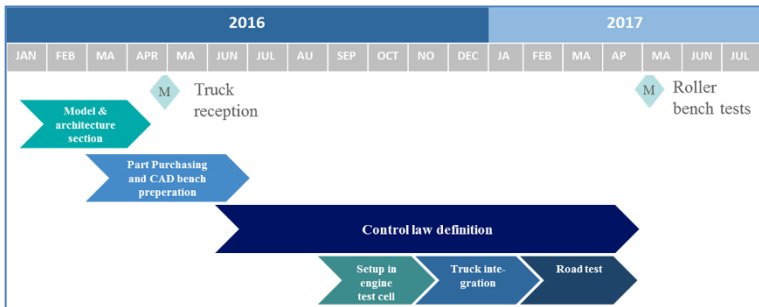 2016 2017
JAN FEB MA APR MA JUN JUL AU SEP OCT NO DEC JA FEB MA AP MA JUN JUL
M Truck
reception
M Roller
bench tests
Model &
architecture
section
Part Purchasing
and CAD bench
preperation
Control law definition
Setup in
engine
test cell
Truck inte-
gration
Road test